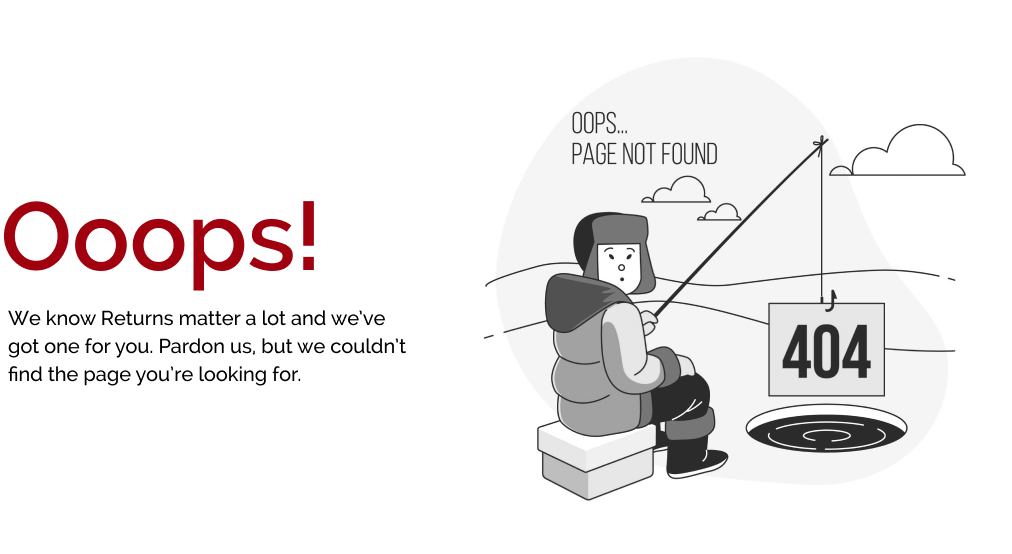 Ooops!
We know Returns matter a lot and we've
got one for you. Pardon us, but we couldn't
find the page you're looking for.
OOPS...
PAGE NOT FOUND
404